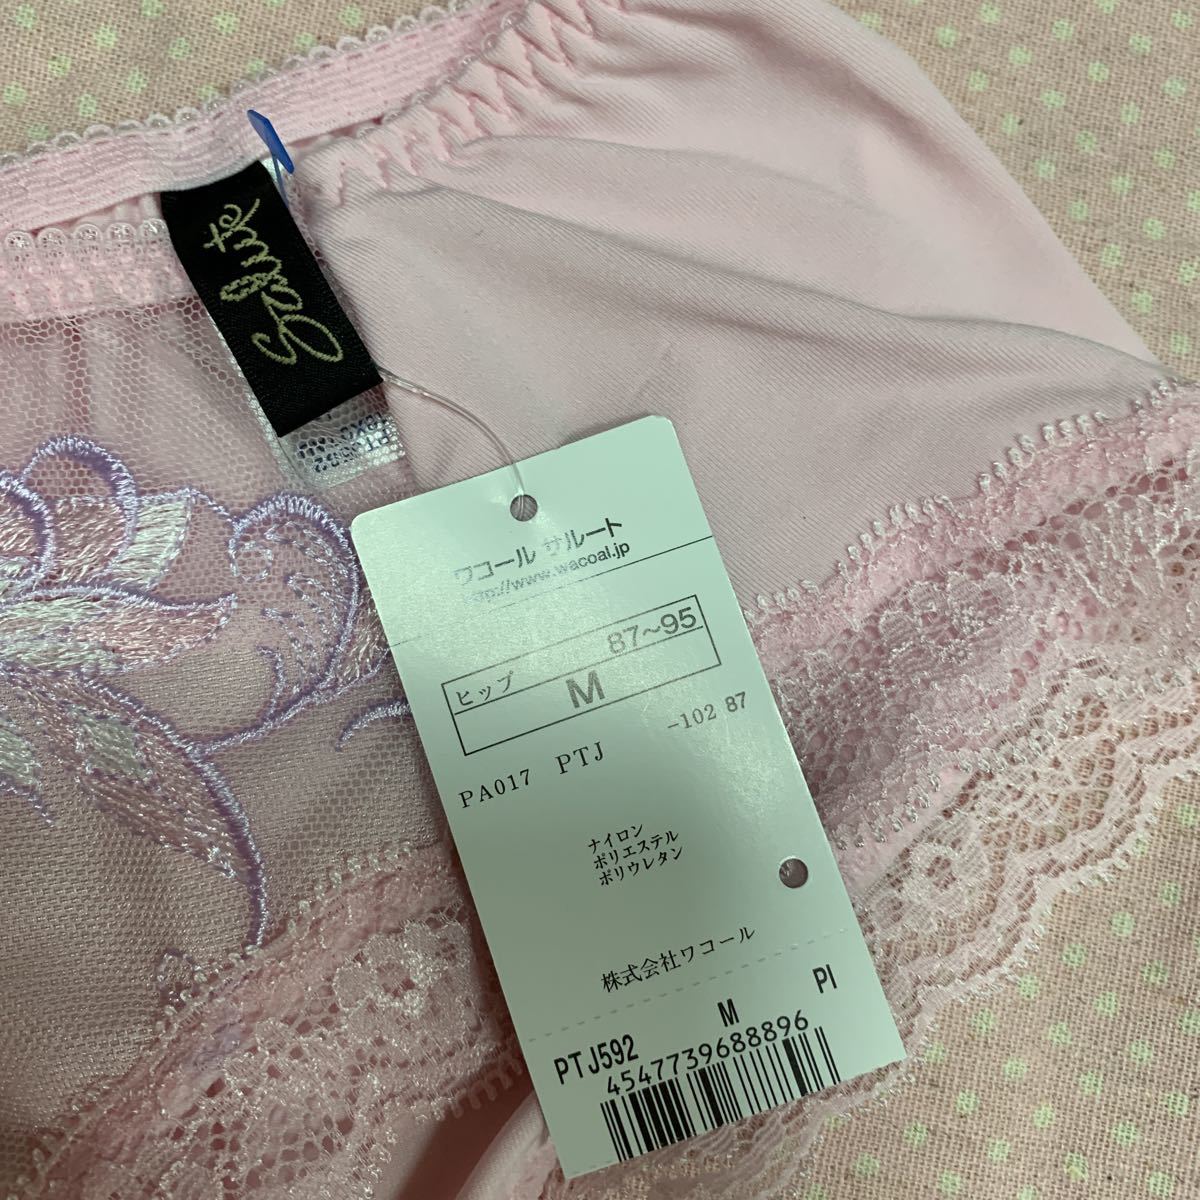 Salute
ワコール サルート
http://www.wacoal.jp
ヒップ 87~95
M
PA017 PTJ -102 87
ナイロン
ポリエステル
ポリウレタン
株式会社ワコール
PTJ592 M PI
4547739688896